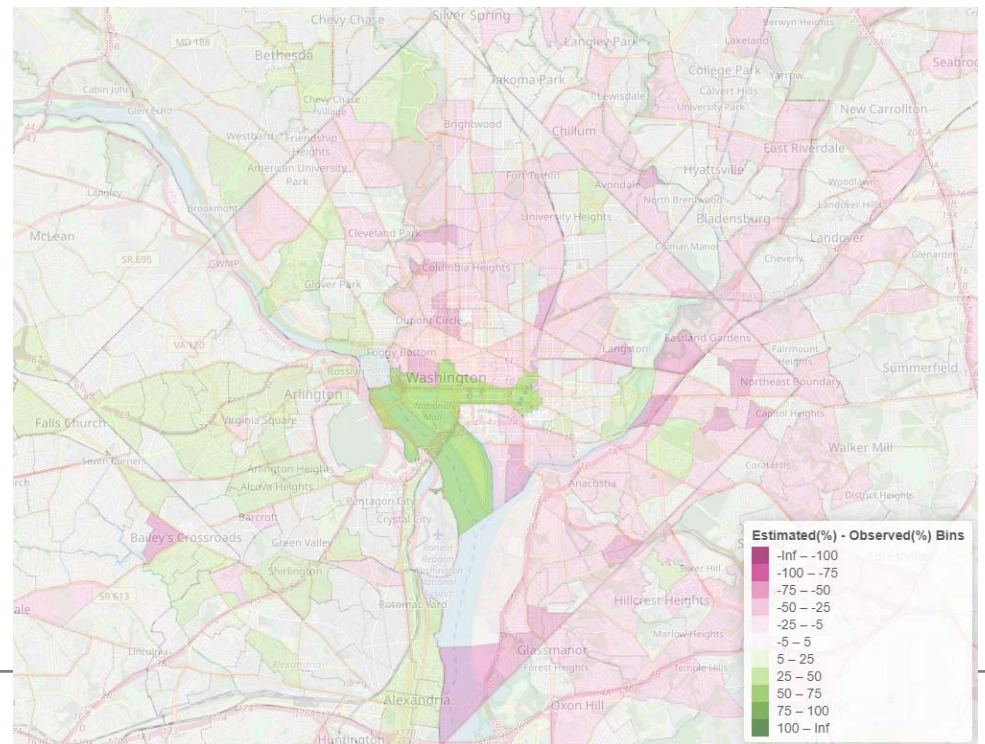 Chevy Chase
Silver Spring
Berwyn Heights
MD 188
Langley Park
Lakeland
Bethesda
College Park
Seabroo
Takoma Park
Yarrow
Cabin John
Calvert Hills
Chevy Chase
Village
Lewisdale
University Park
New Carrollton
Glen Echo
Brightwood
Chillum
Westbard
Friendship
Heights
East Riverdale
American University
Park
Hyattsville
Fort Totten
Avondale
Woodlawn
Langley
North Brentwood
Landover Hills
Brookmont
University Heights
Bladensburg
McLean
Cleveland Park
Landover
Colmar Manor
SR 695
Cheverly
Glenarden
GWMP
Columbia Heights
Glover Park
Dupont Circle
VA 120
Foggy Bottom
Langston
Eastland Gardens
Fairmount
Heights
Rosslyn
Washington
Summerfield
Northeast Boundary
Arlington
National
Mall
Capitol Heights
Falls Church
Virginia Square
Walker Mill
Seven Corners
Arlington Heights
Coral Hills
Alcova Heights
Anacostia
Pentagon City
District Heights
Barcroft
Crystal City
Bailey's Crossroads
Green Valley
Ronald
Reagan
Washington
National
Airport
Shirlington
Silver Hill
SR 613
Potomac Yard
Hillcrest Heights
Marlow Heights
Lincolnia
Glassmanor
Forest Heights
Temple Hills
Alexandria
Alexandria
Oxon Hill
Huntington
Estimated(%) - Observed(%) Bins
-Inf – -100
-100 – -75
-75 – -50
-50 – -25
-25 – -5
-5 – 5
5 – 25
25 – 50
50 – 75
75 – 100
100 – Inf